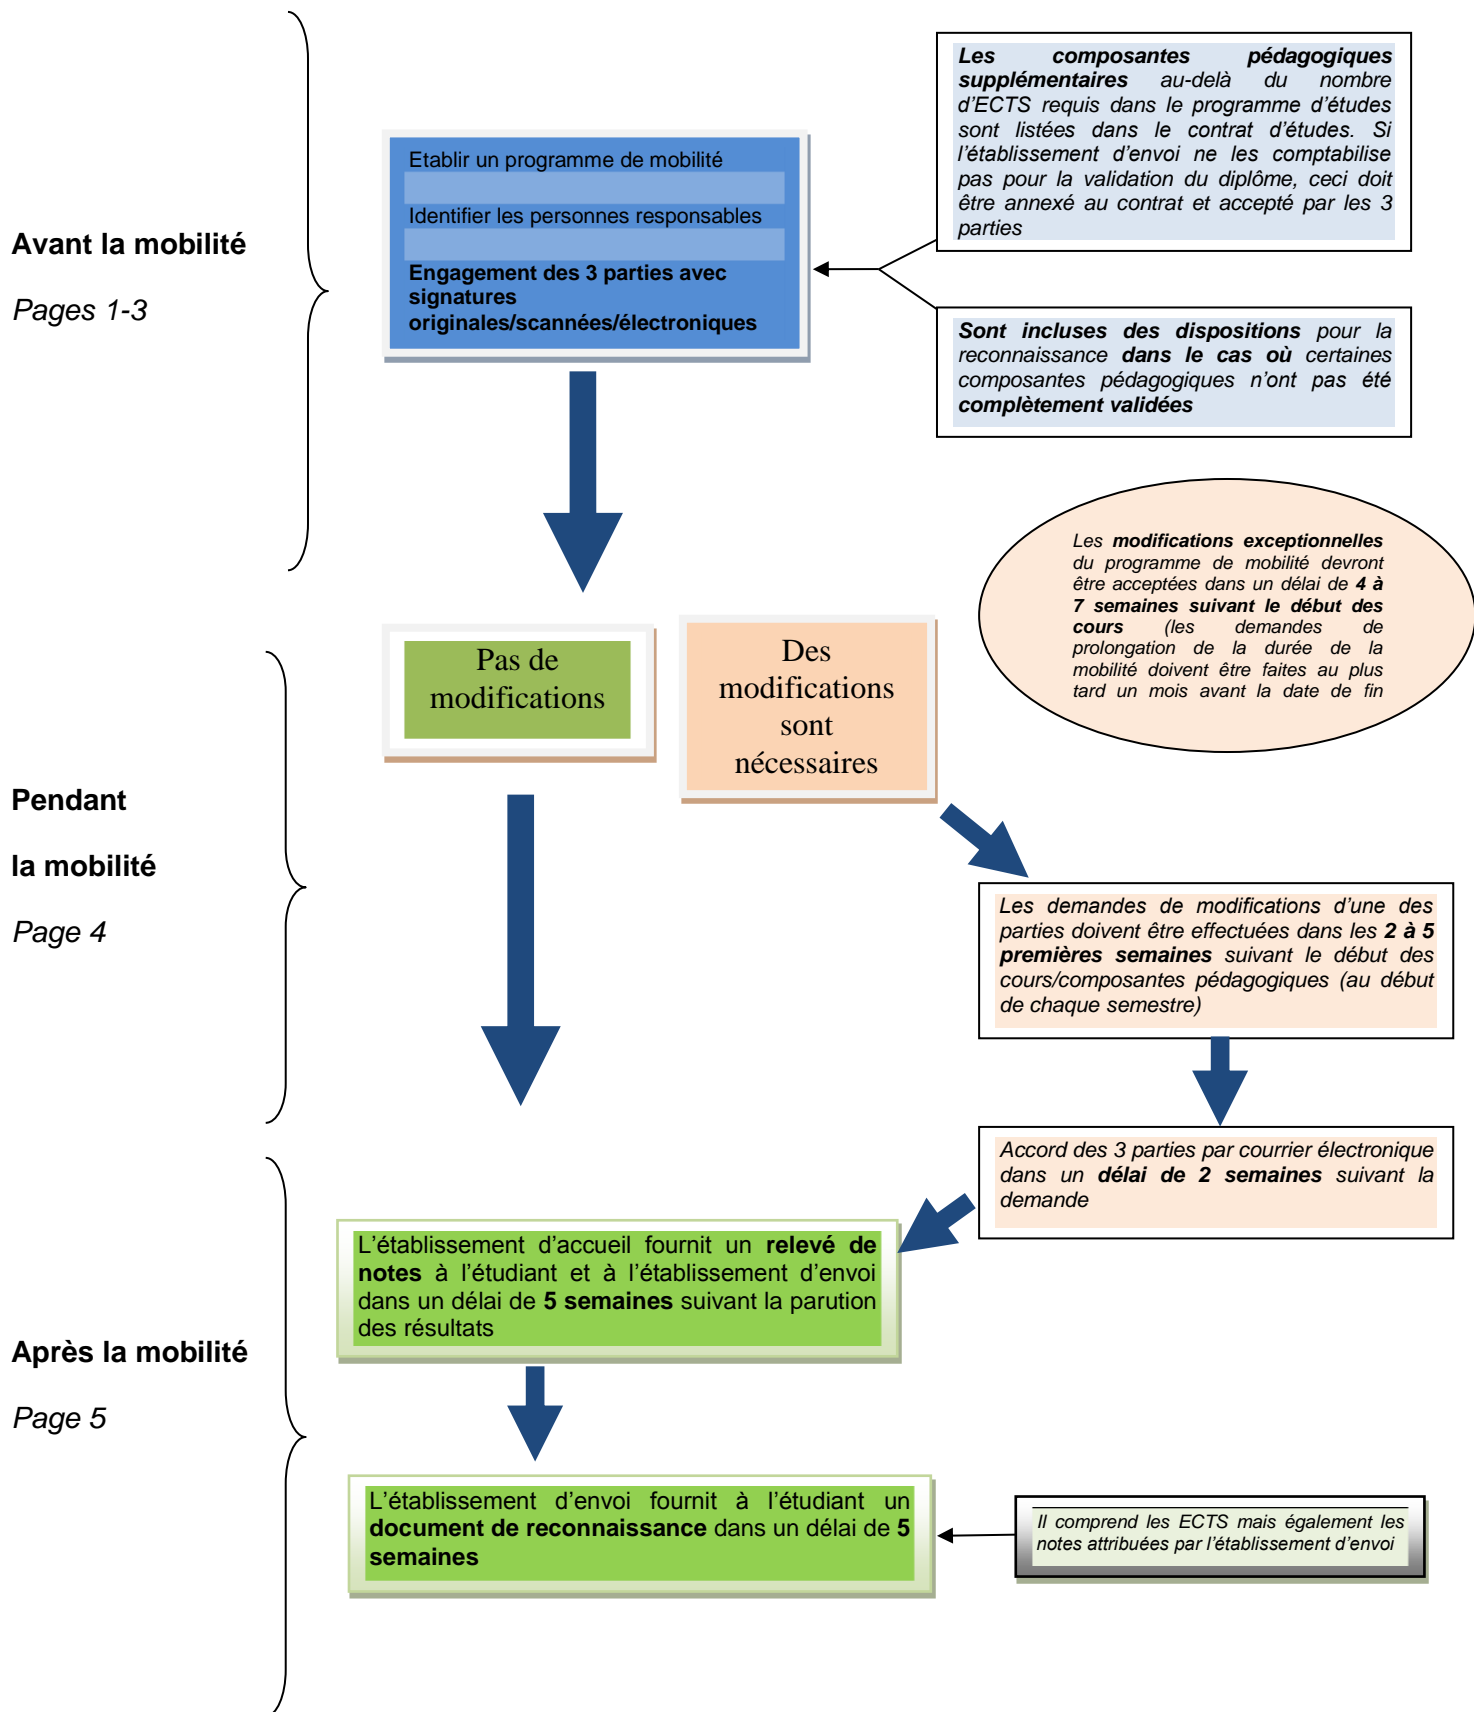 Avant la mobilité
Pages 1-3
Etablir un programme de mobilité
Identifier les personnes responsables
Engagement des 3 parties avec
signatures
originales/scannées/électroniques
Les composantes pédagogiques
supplémentaires au-delà du nombre
d’ECTS requis dans le programme d’études
sont listées dans le contrat d’études. Si
l’établissement d’envoi ne les comptabilise
pas pour la validation du diplôme, ceci doit
être annexé au contrat et accepté par les 3
parties
Sont incluses des dispositions pour la
reconnaissance dans le cas où certaines
composantes pédagogiques n’ont pas été
complètement validées
Les modifications exceptionnelles
du programme de mobilité devront
être acceptées dans un délai de 4 à
7 semaines suivant le début des
cours (les demandes de
prolongation de la durée de la
mobilité doivent être faites au plus
tard un mois avant la date de fin
Pendant
la mobilité
Page 4
Pas de
modifications
Des
modifications
sont
nécessaires
Les demandes de modifications d’une des
parties doivent être effectuées dans les 2 à 5
premières semaines suivant le début des
cours/composantes pédagogiques (au début
de chaque semestre)
Accord des 3 parties par courrier électronique
dans un délai de 2 semaines suivant la
demande
Après la mobilité
Page 5
L’établissement d’accueil fournit un relevé de
notes à l’étudiant et à l’établissement d’envoi
dans un délai de 5 semaines suivant la parution
des résultats
L’établissement d’envoi fournit à l’étudiant un
document de reconnaissance dans un délai de 5
semaines
Il comprend les ECTS mais également les
notes attribuées par l’établissement d’envoi